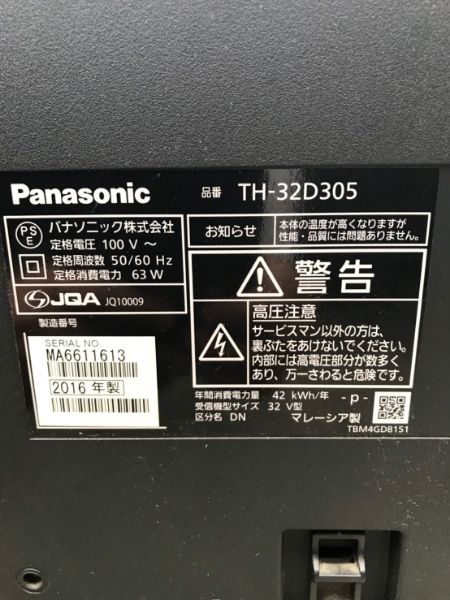 Panasonic
品番 TH-32D305
PS
E
パナソニック株式会社
定格電圧 100 V ～
定格周波数 50/60 Hz
定格消費電力 63 W
JQA JQ10009
製造番号
SERIAL NO.
MA6611613
2016 年製
お知らせ
本体の温度が高くなりますが
性能・品質には問題ありません。
警告
高圧注意
サービスマン以外の方は、
裏ぶたをあけないでください。
内部には高電圧部分が数多く
あり、万一さわると危険です。
年間消費電力量 42 kWh/年
受信機型サイズ 32 V型
区分名 DN
-p-
マレーシア製
TBM4GD8151